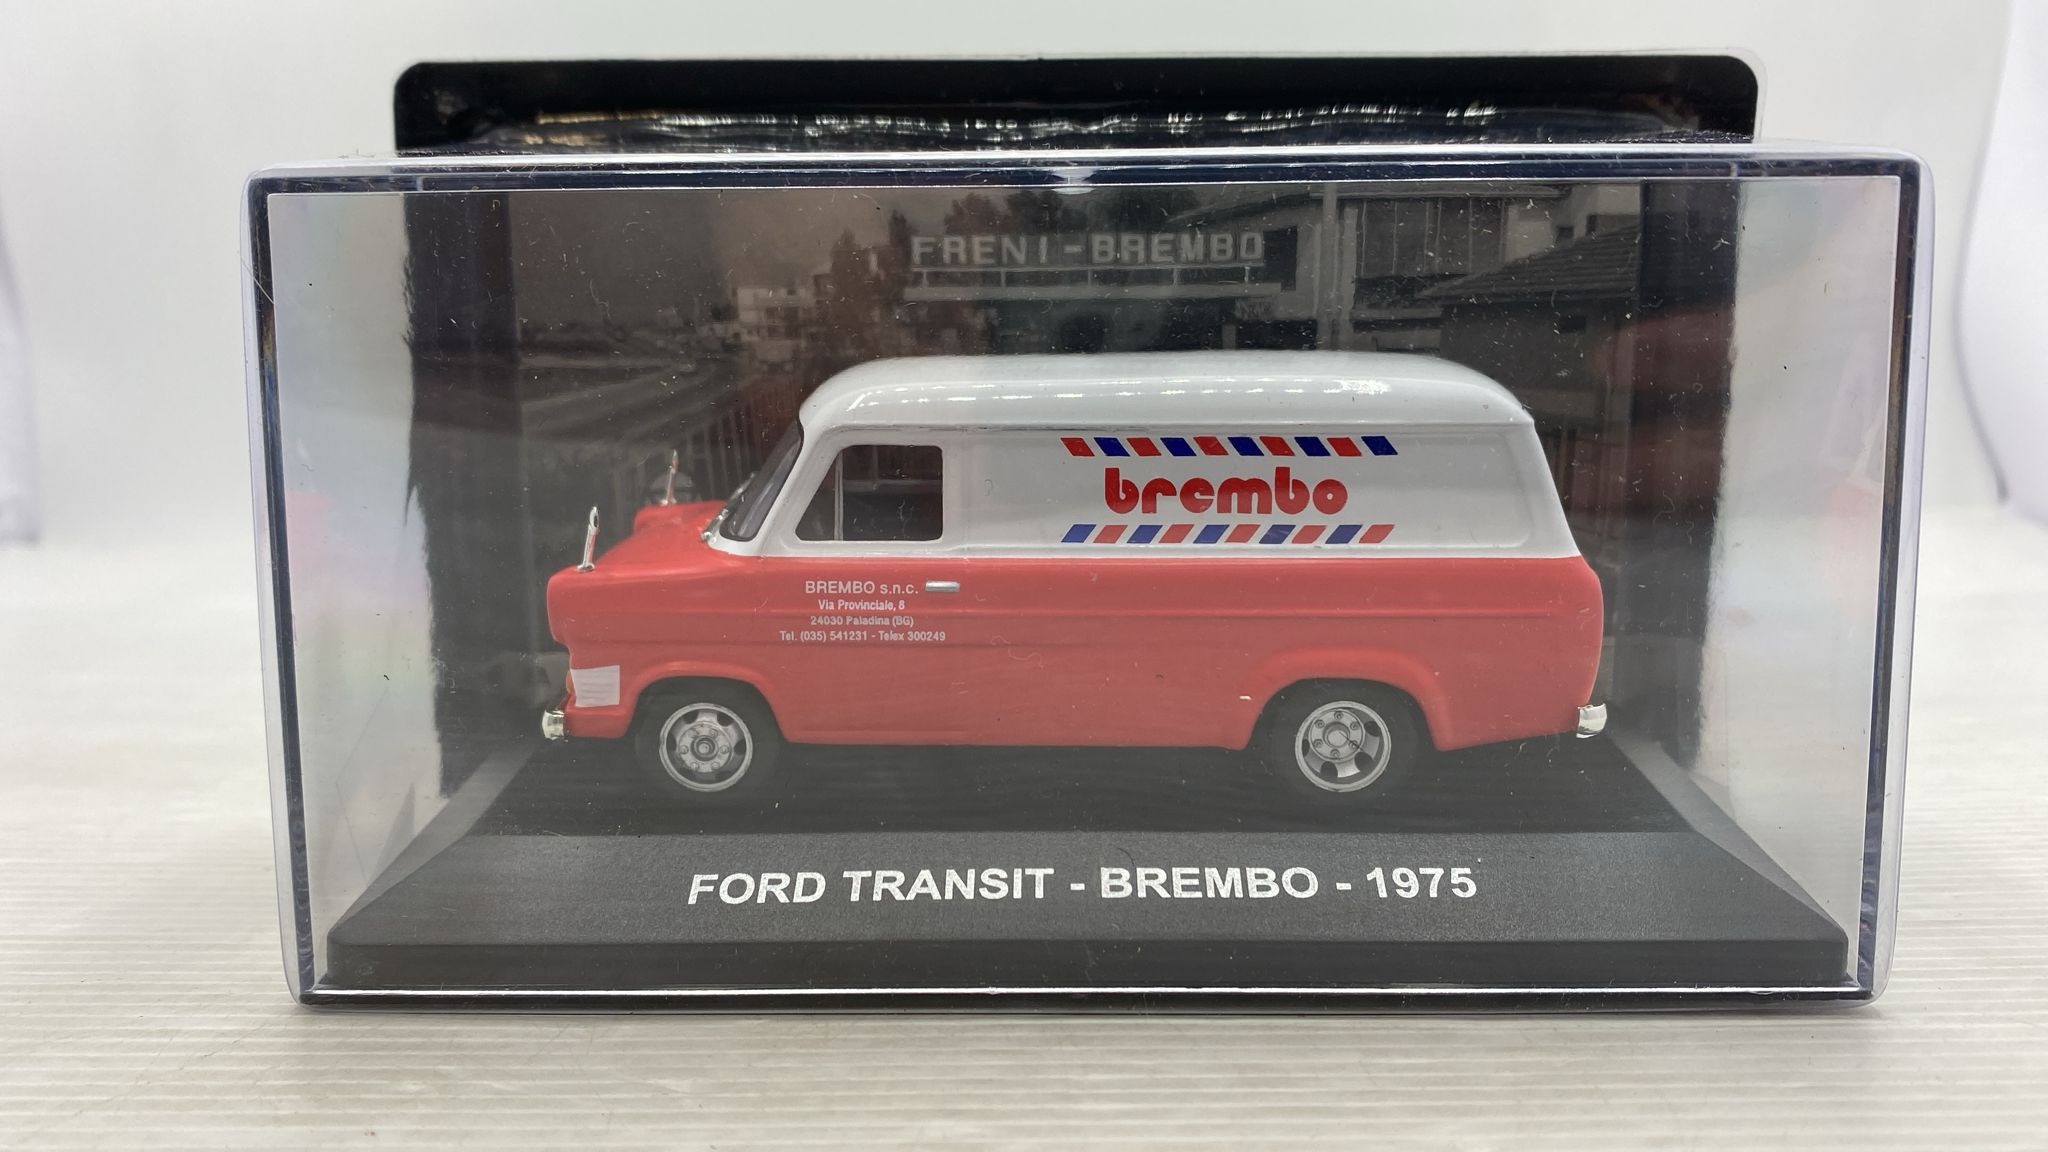 FRENI-BREMBO
brembo
BREMBO s.n.c.
Via Provinciale, 8
24030 Paladina (BG)
Tel. (035) 541231 - Telex 300249
FORD TRANSIT - BREMBO - 1975